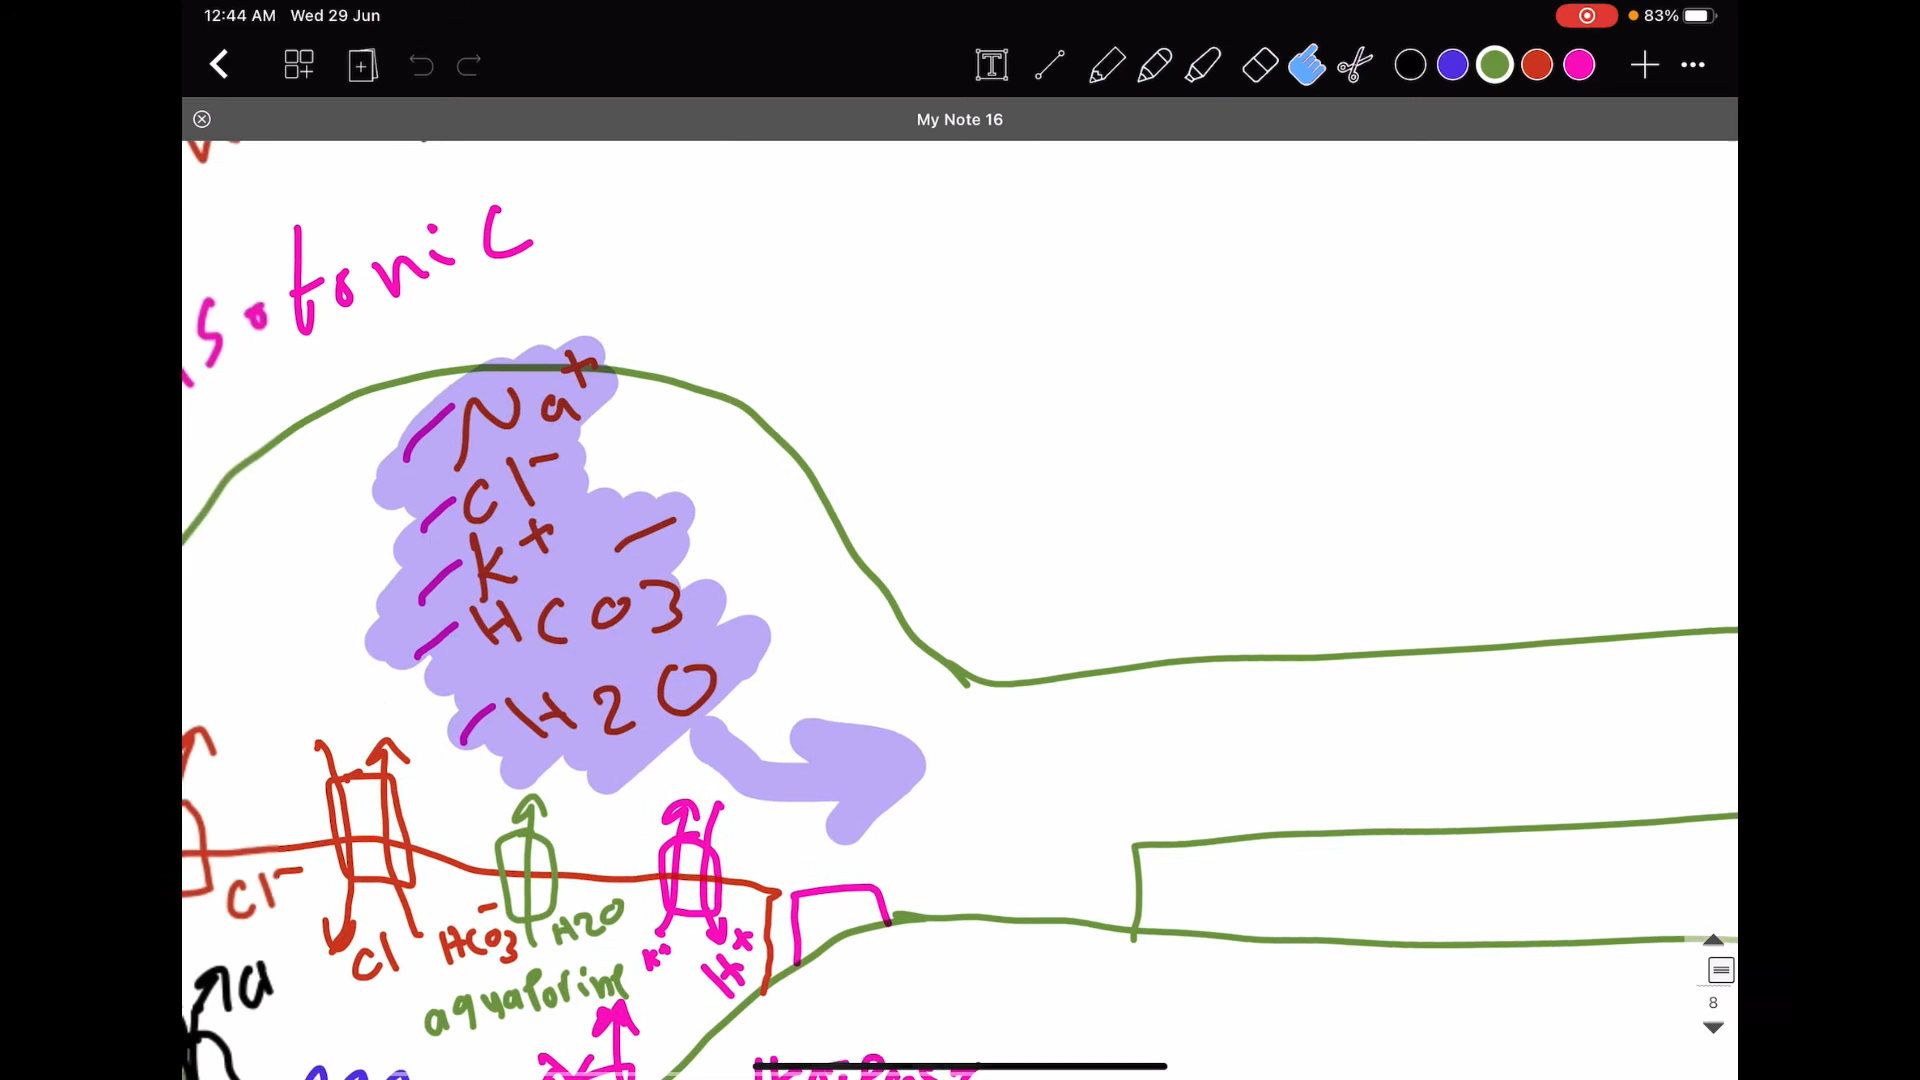 12:44 AM Wed 29 Jun
83%
My Note 16
sotonic
Na+
Cl-
K+
HCO3-
H2O
Cl-
Cl
HCO3-
H2O
K+
H+
aquaporine
8